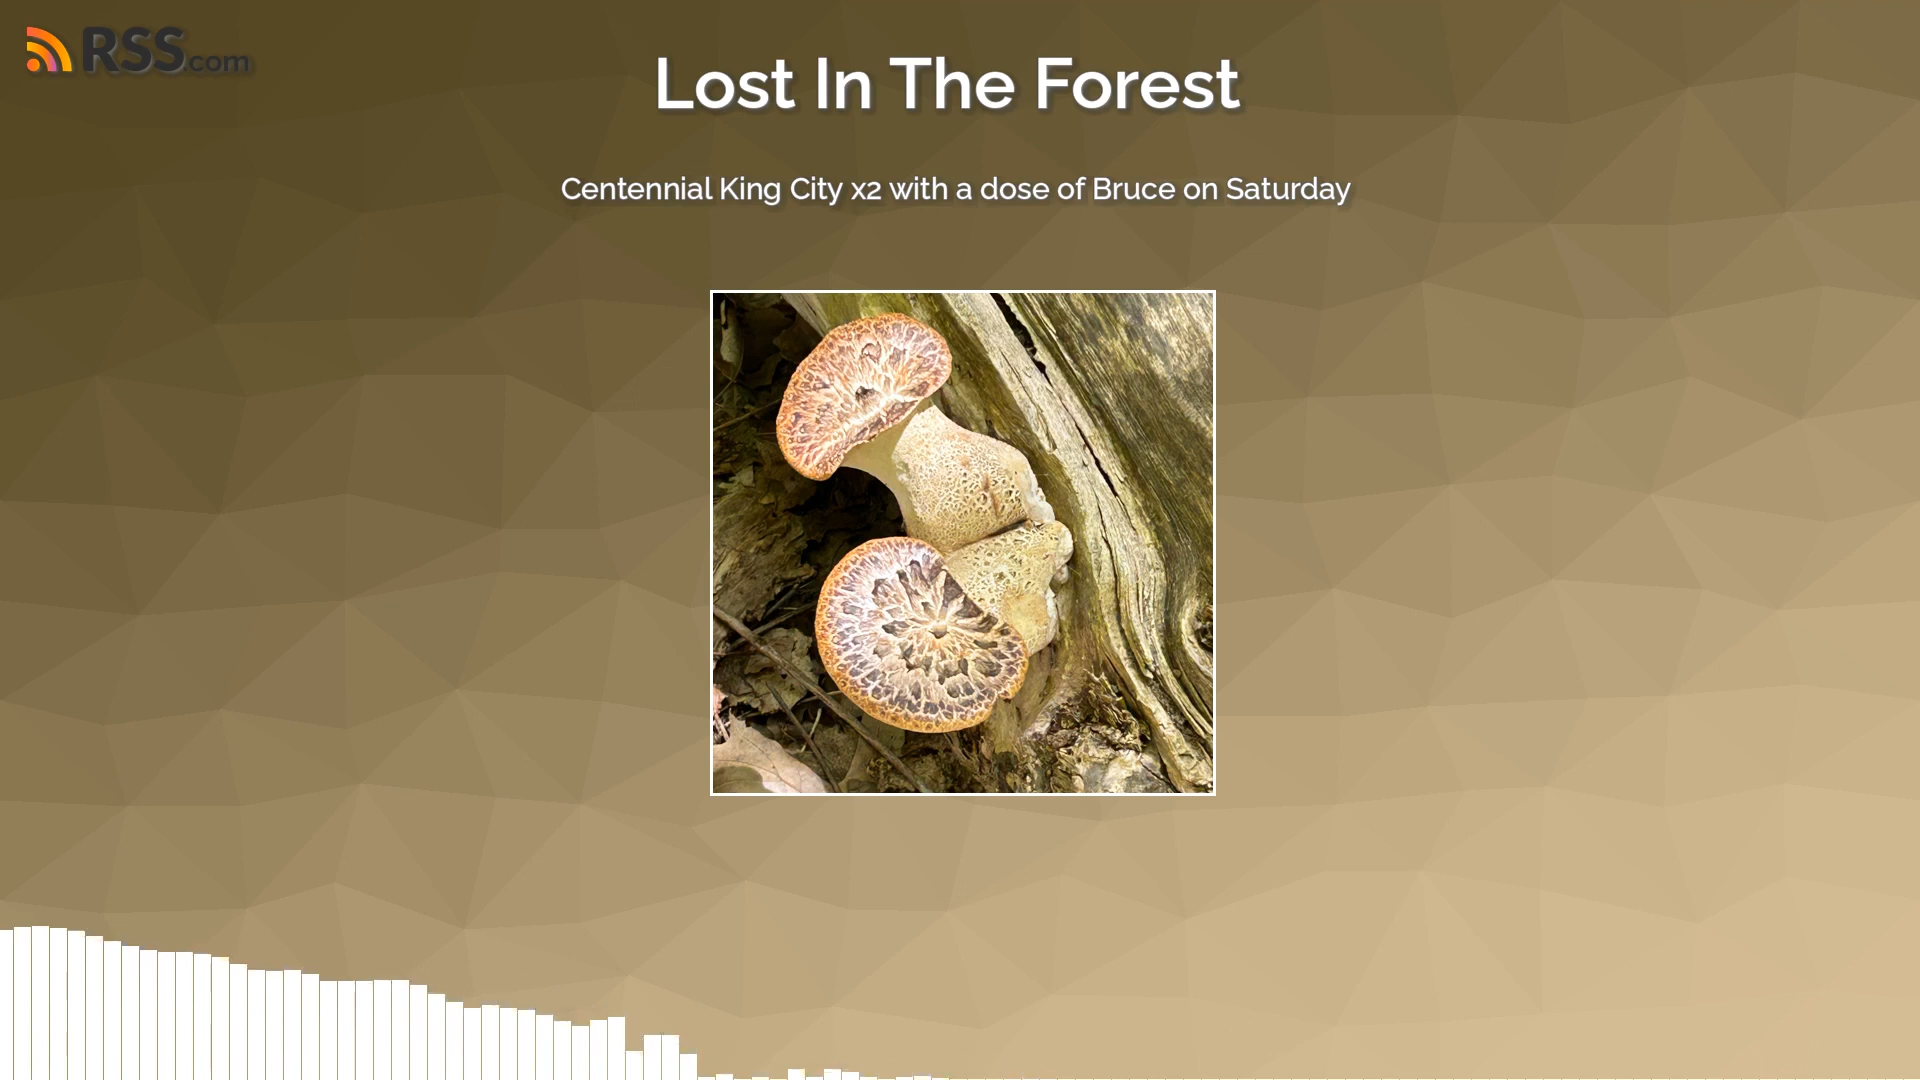 RSS.com
Lost In The Forest
Centennial King City x2 with a dose of Bruce on Saturday